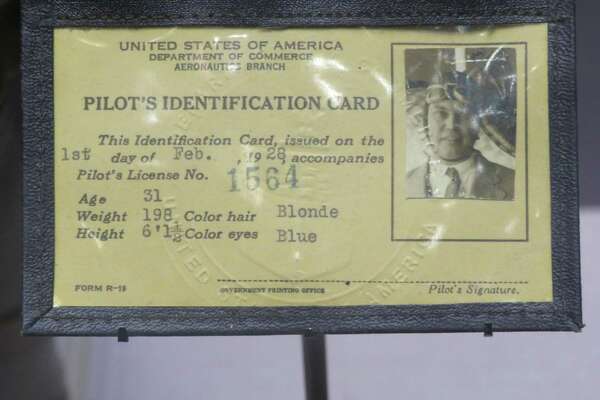 UNITED STATES OF AMERICA
DEPARTMENT OF COMMERCE
AERONAUTICS BRANCH
PILOT'S IDENTIFICATION CARD
This Identification Card, issued on the
1st day of Feb. , 1928, accompanies
Pilot's License No. 1564
Age 31
Weight 198 Color hair Blonde
Height 6'1½ Color eyes Blue
FORM R-19 GOVERNMENT PRINTING OFFICE Pilot's Signature.
UNITED
AMERICA